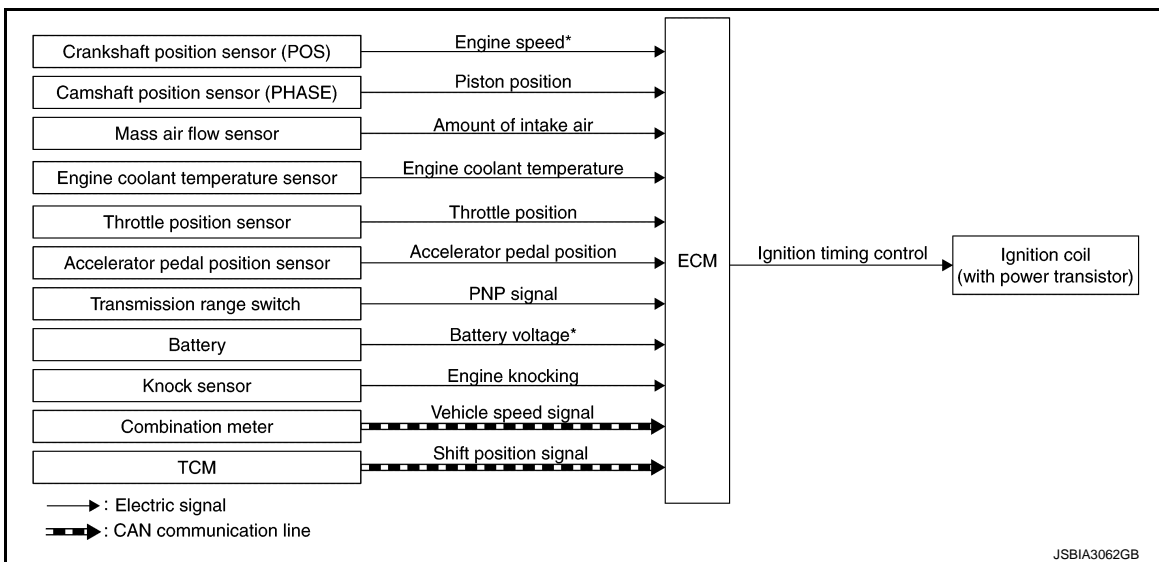 Crankshaft position sensor (POS)
Engine speed*
Camshaft position sensor (PHASE)
Piston position
Mass air flow sensor
Amount of intake air
Engine coolant temperature sensor
Engine coolant temperature
Throttle position sensor
Throttle position
Accelerator pedal position sensor
Accelerator pedal position
Transmission range switch
PNP signal
Battery
Battery voltage*
Knock sensor
Engine knocking
Combination meter
Vehicle speed signal
TCM
Shift position signal
ECM
Ignition timing control
Ignition coil
(with power transistor)
: Electric signal
: CAN communication line
JSBIA3062GB